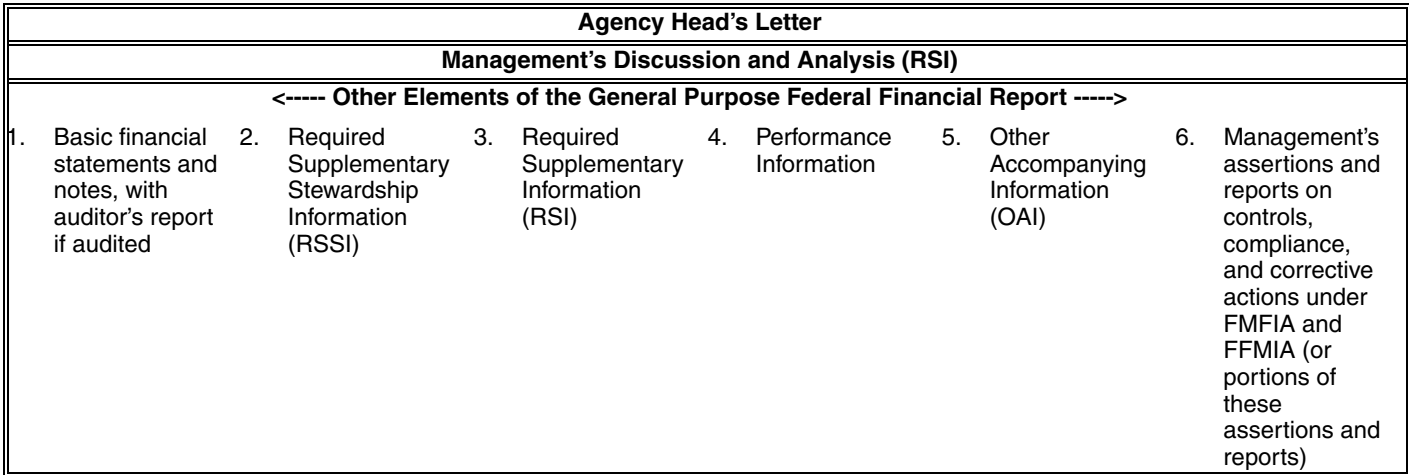 Agency Head’s Letter
Management’s Discussion and Analysis (RSI)
<----- Other Elements of the General Purpose Federal Financial Report ----->
1. Basic financial
statements and
notes, with
auditor’s report
if audited
2. Required
Supplementary
Stewardship
Information
(RSSI)
3. Required
Supplementary
Information
(RSI)
4. Performance
Information
5. Other
Accompanying
Information
(OAI)
6. Management’s
assertions and
reports on
controls,
compliance,
and corrective
actions under
FMFIA and
FFMIA (or
portions of
these
assertions and
reports)